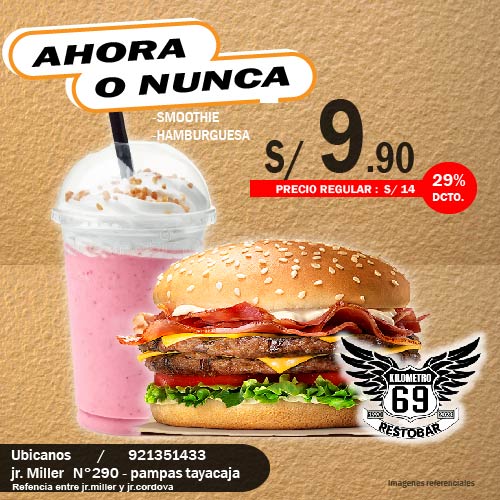 AHORA
O NUNCA
-SMOOTHIE
-HAMBURGUESA
S/ 9.90
PRECIO REGULAR : S/ 14
29%
DCTO.
KILOMETRO
69
RESTOBAR
Ubicanos / 921351433
jr. Miller N°290 - pampas tayacaja
Refencia entre jr.miller y jr.cordova
Imagenes referenciales